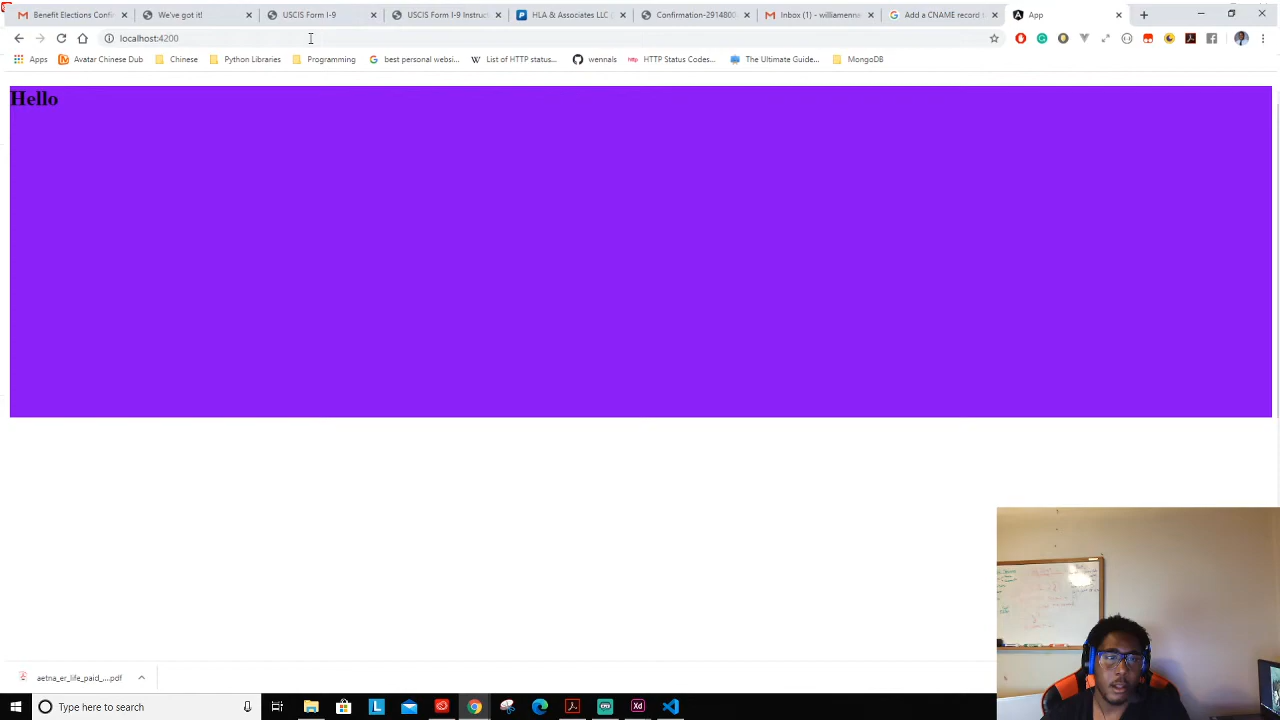 Benefit Elections Confi
We've got it!
USCIS Form I-9
USCIS Form I-9 Instruc
HLA & Associates LLC
Confirmation-2914800
Inbox (1) - williamenne
Add a CNAME record
App
localhost:4200
Apps
Avatar Chinese Dub
Chinese
Python Libraries
Programming
best personal websi...
List of HTTP status...
wennals
HTTP Status Codes...
The Ultimate Guide...
MongoDB
Hello
aetna_er_life_paid_....pdf
Type here to search